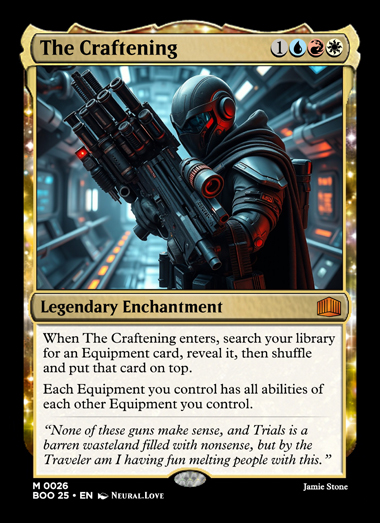 The Craftening 1
Legendary Enchantment
When The Craftening enters, search your library
for an Equipment card, reveal it, then shuffle
and put that card on top.
Each Equipment you control has all abilities of
each other Equipment you control.
“None of these guns make sense, and Trials is a
barren wasteland filled with nonsense, but by the
Traveler am I having fun melting people with this.”
M 0026 Jamie Stone
BOO 25 • EN Neural.Love